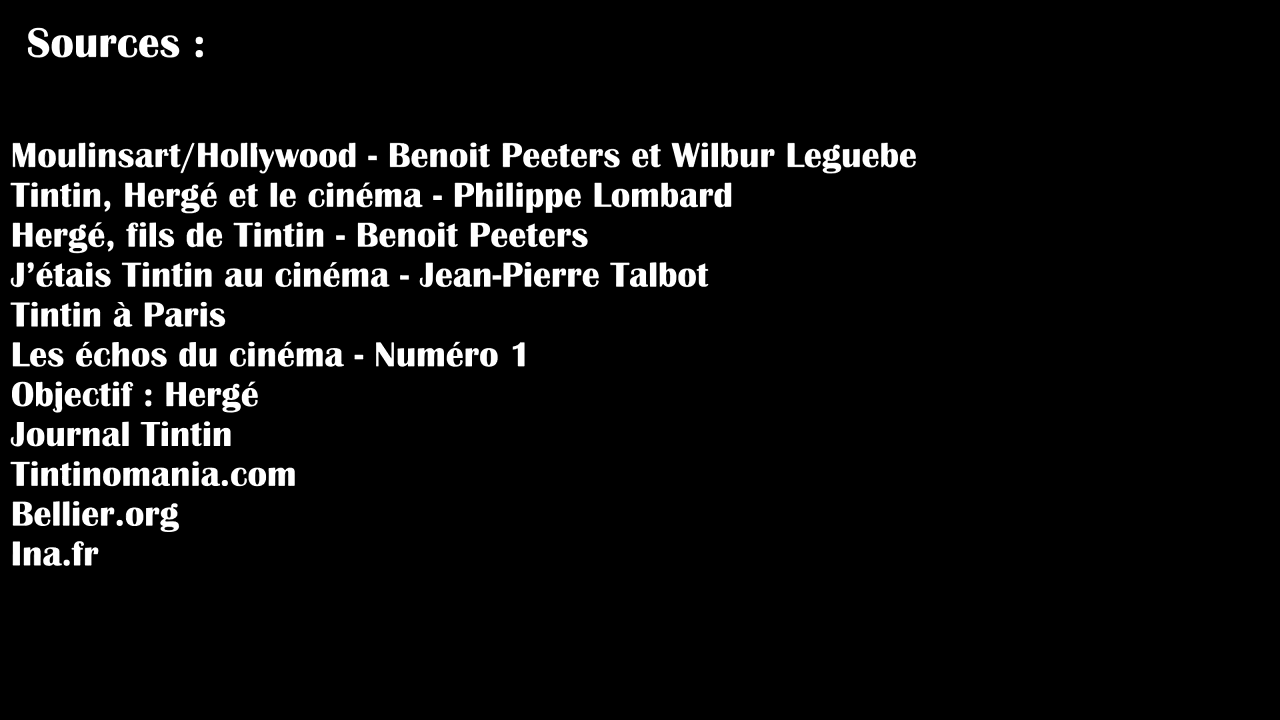 Sources :
Moulinsart/Hollywood - Benoit Peeters et Wilbur Leguebe
Tintin, Hergé et le cinéma - Philippe Lombard
Hergé, fils de Tintin - Benoit Peeters
J’étais Tintin au cinéma - Jean-Pierre Talbot
Tintin à Paris
Les échos du cinéma - Numéro 1
Objectif : Hergé
Journal Tintin
Tintinomania.com
Bellier.org
Ina.fr